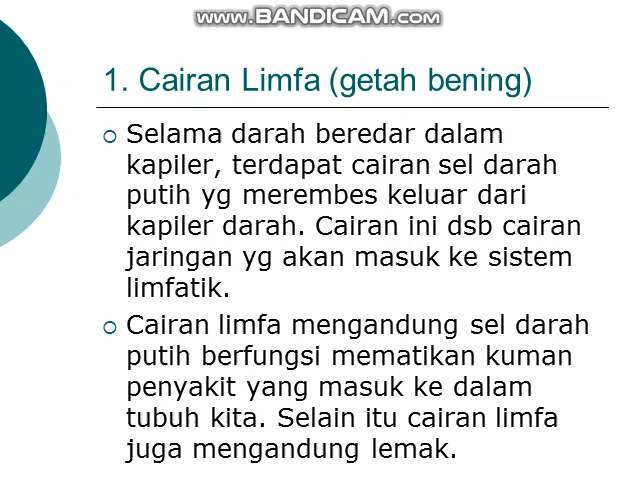 www.BANDICAM.com
1. Cairan Limfa (getah bening)
Selama darah beredar dalam
kapiler, terdapat cairan sel darah
putih yg merembes keluar dari
kapiler darah. Cairan ini dsb cairan
jaringan yg akan masuk ke sistem
limfatik.
Cairan limfa mengandung sel darah
putih berfungsi mematikan kuman
penyakit yang masuk ke dalam
tubuh kita. Selain itu cairan limfa
juga mengandung lemak.